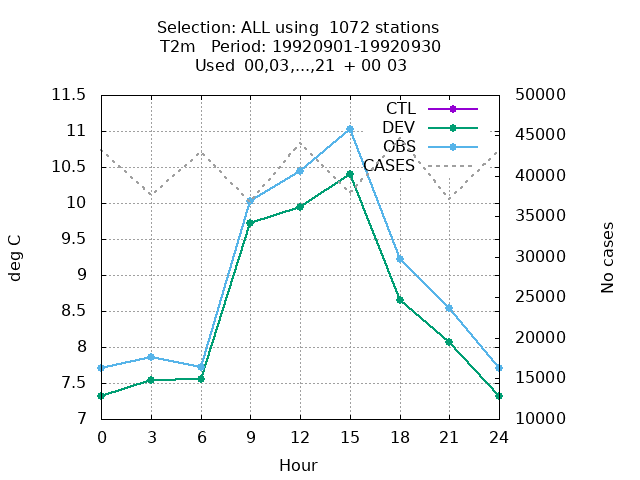 Selection: ALL using  1072 stations
T2m   Period: 19920901-19920930
Used  00,03,...,21  + 00 03
11.5
11
10.5
10
9.5
9
8.5
8
7.5
7
deg C
50000
45000
40000
35000
30000
25000
20000
15000
10000
No cases
CTL
DEV
OBS
CASES
0 3 6 9 12 15 18 21 24
Hour